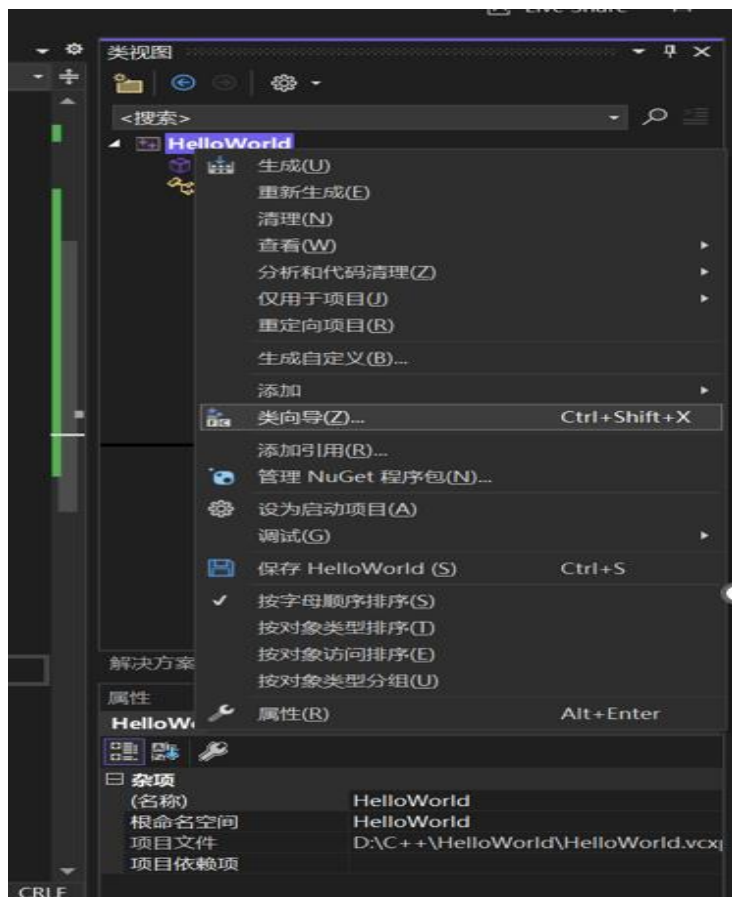 Live Share
类视图
<搜索>
HelloWorld
生成(U)
重新生成(E)
清理(N)
查看(W)
分析和代码清理(Z)
仅用于项目(J)
重定向项目(R)
生成自定义(B)...
添加
类向导(Z)... Ctrl+Shift+X
添加引用(R)...
管理 NuGet 程序包(N)...
设为启动项目(A)
调试(G)
保存 HelloWorld (S) Ctrl+S
按字母顺序排序(S)
按对象类型排序(T)
按对象访问排序(E)
按对象类型分组(U)
属性(R) Alt+Enter
解决方案
属性
HelloW
杂项
(名称) HelloWorld
根命名空间 HelloWorld
项目文件 D:\C++\HelloWorld\HelloWorld.vcxp
项目依赖项
CRLF